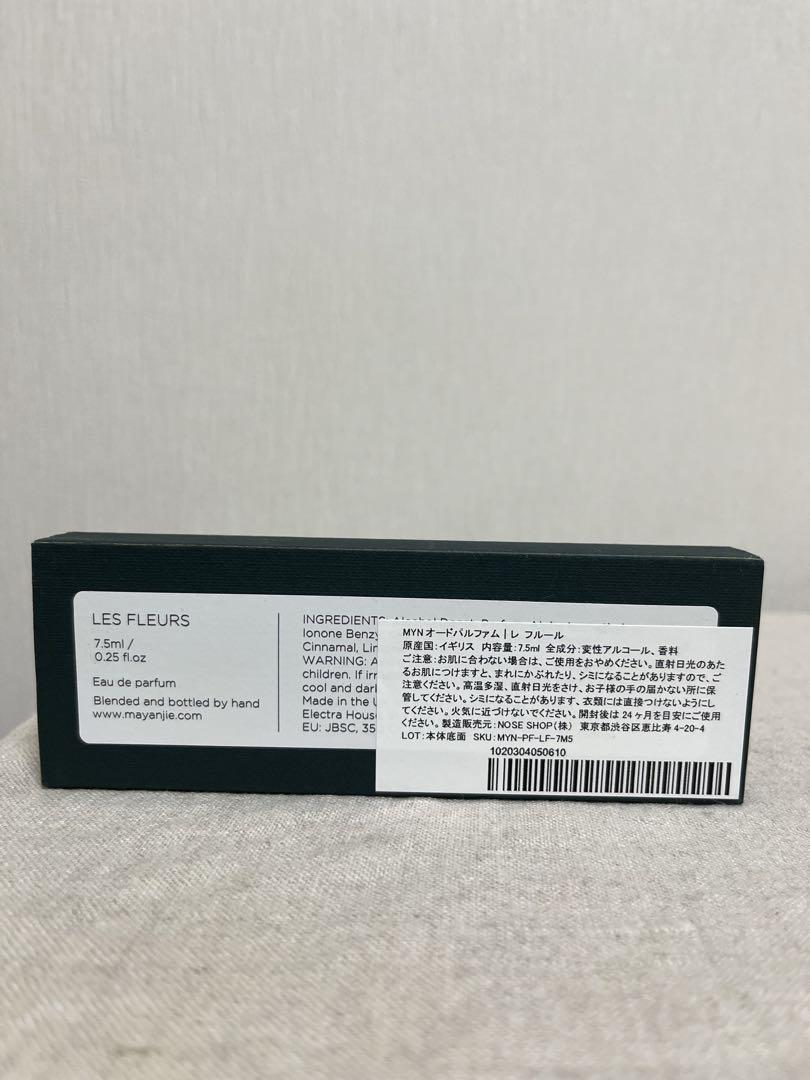 LES FLEURS
7.5ml /
0.25 fl.oz
Eau de parfum
Blended and bottled by hand
www.mayanjie.com
INGREDIENTS:
Ionone Benzy
Cinnamal, Lin
WARNING: A
children. If irr
cool and dark
Made in the U
Electra House
EU: JBSC, 35
MYN オードパルファム | レ フルール
原産国:イギリス 内容量:7.5ml 全成分:変性アルコール、香料
ご注意:お肌に合わない場合は、ご使用をおやめください。直射日光のあた
るお肌につけますと、まれにかぶれたり、シミになることがありますので、ご
注意ください。高温多湿、直射日光をさけ、お子様の手の届かない所に保
管してください。シミになることがあります、衣類には直接つけないようにし
てください。火気に近づけないでください。開封後は24ヶ月を目安にご使用
ください。製造販売元:NOSE SHOP(株) 東京都渋谷区恵比寿4-20-4
LOT:本体底面 SKU:MYN-PF-LF-7M5
1020304050610